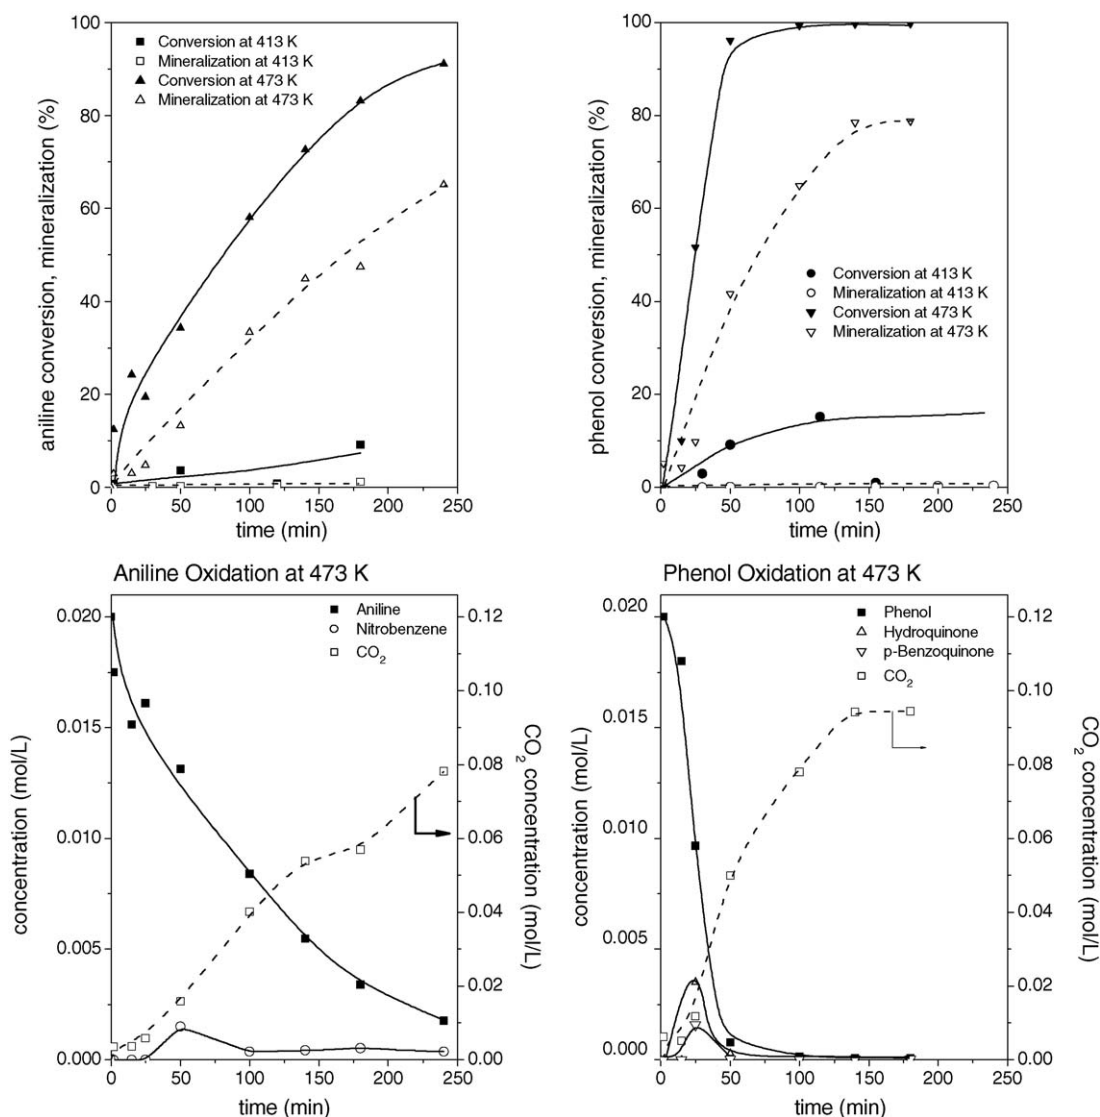 100
80
60
40
20
0
aniline conversion, mineralization (%)
Conversion at 413 K
Mineralization at 413 K
Conversion at 473 K
Mineralization at 473 K
0 50 100 150 200 250
time (min)
100
80
60
40
20
0
phenol conversion, mineralization (%)
Conversion at 413 K
Mineralization at 413 K
Conversion at 473 K
Mineralization at 473 K
0 50 100 150 200 250
time (min)
Aniline Oxidation at 473 K
0.020
0.015
0.010
0.005
0.000
concentration (mol/L)
Aniline
Nitrobenzene
CO2
0.12
0.10
0.08
0.06
0.04
0.02
0.00
CO2 concentration (mol/L)
0 50 100 150 200 250
time (min)
Phenol Oxidation at 473 K
0.020
0.015
0.010
0.005
0.000
concentration (mol/L)
Phenol
Hydroquinone
p-Benzoquinone
CO2
0.12
0.10
0.08
0.06
0.04
0.02
0.00
CO2 concentration (mol/L)
0 50 100 150 200 250
time (min)